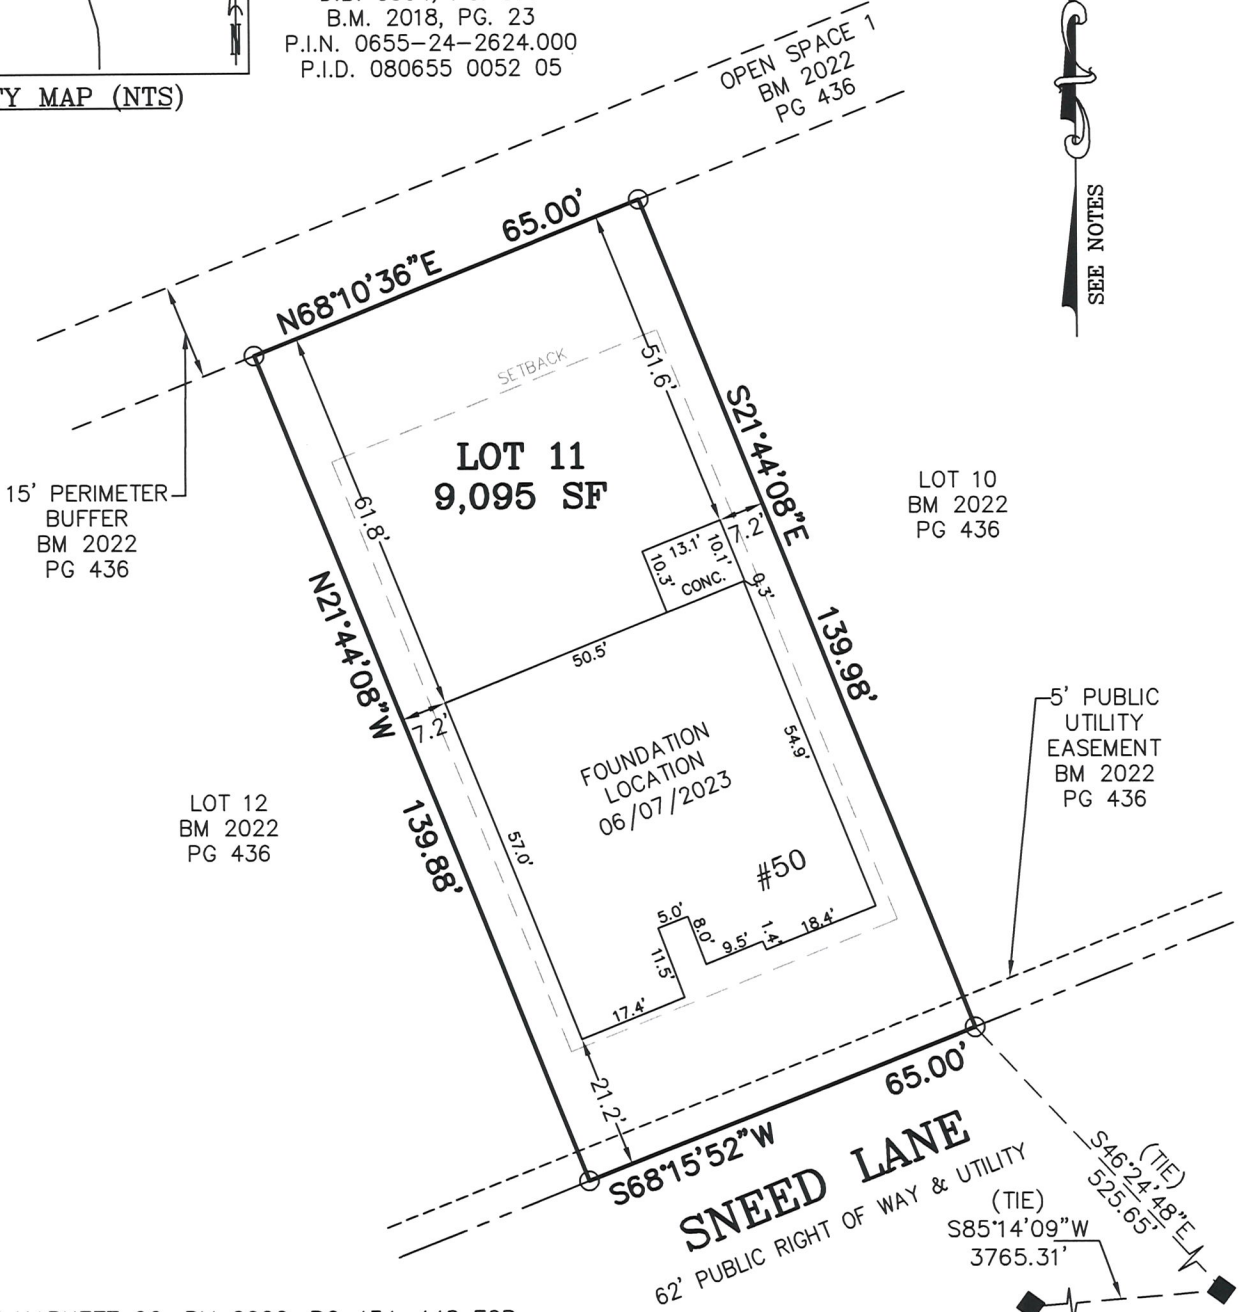 B.M. 2018, PG. 23
P.I.N. 0655-24-2624.000
P.I.D. 080655 0052 05
N
MAP (NTS)
OPEN SPACE 1
BM 2022
PG 436
SEE NOTES
N68°10'36"E
65.00'
15' PERIMETER
BUFFER
BM 2022
PG 436
SETBACK
51.6'
LOT 11
9,095 SF
61.8'
S21°44'08"E
139.98'
LOT 10
BM 2022
PG 436
7.2'
13.1'
10.1'
10.3'
CONC.
9.3'
50.5'
N21°44'08"W
139.88'
7.2'
5' PUBLIC
UTILITY
EASEMENT
BM 2022
PG 436
FOUNDATION
LOCATION
06/07/2023
54.9'
LOT 12
BM 2022
PG 436
57.0'
#50
5.0'
8.0'
9.5'
1.4'
18.4'
11.5'
17.4'
21.2'
65.00'
S68°15'52"W
SNEED LANE
62' PUBLIC RIGHT OF WAY & UTILITY
(TIE)
S46°24'48"E
525.65'
(TIE)
S85°14'09"W
3765.31'